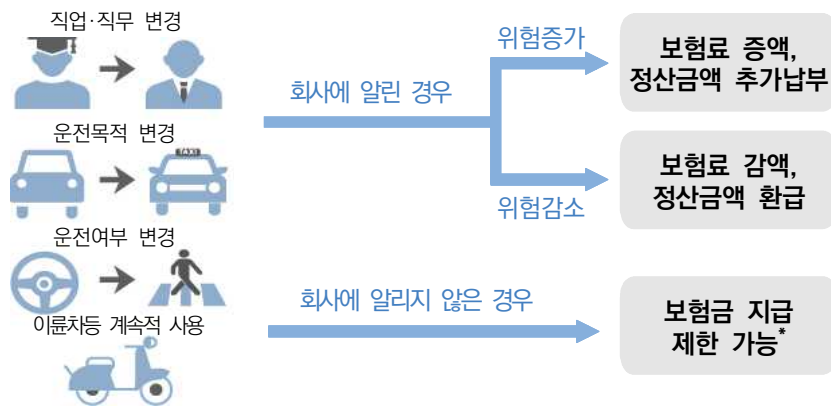 직업·직무 변경
운전목적 변경
TAXI
운전여부 변경
이륜차등 계속적 사용
회사에 알린 경우
위험증가
보험료 증액,
정산금액 추가납부
위험감소
보험료 감액,
정산금액 환급
회사에 알리지 않은 경우
보험금 지급
제한 가능*